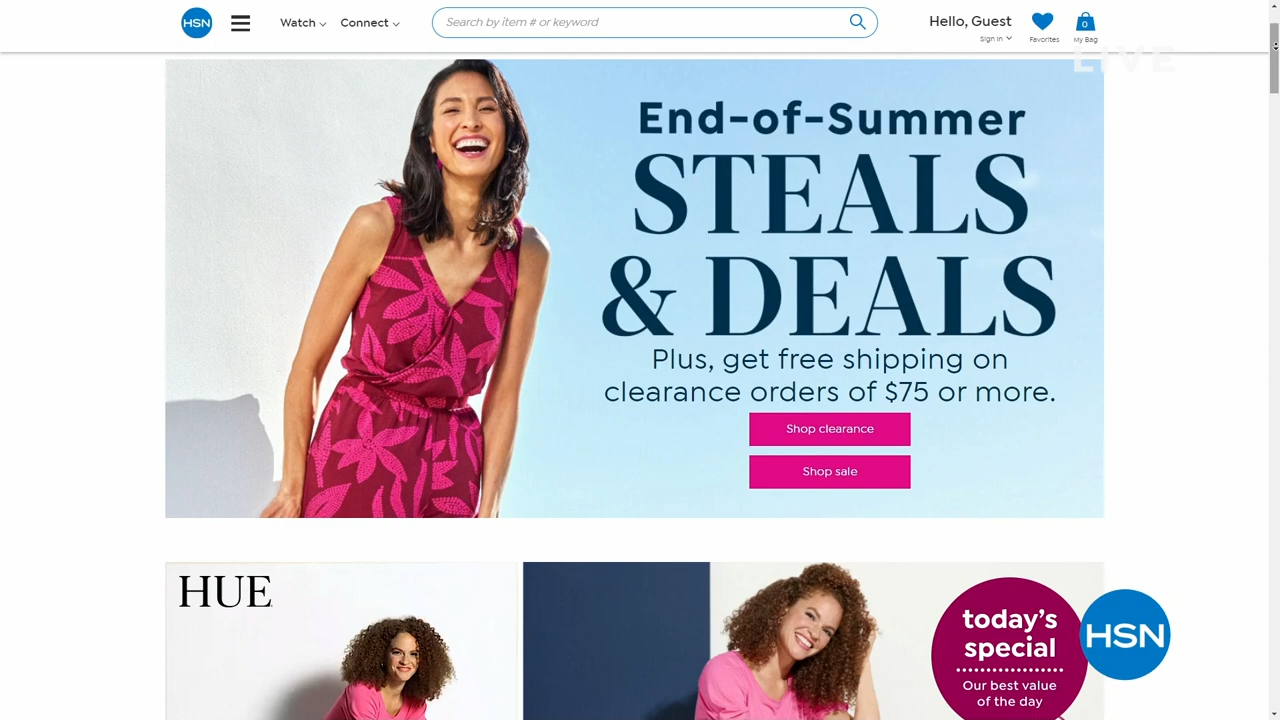 HSN
Watch
Connect
Search by item # or keyword
Hello, Guest
Sign in
Favorites
0
My Bag
LIVE
End-of-Summer
STEALS
& DEALS
Plus, get free shipping on
clearance orders of $75 or more.
Shop clearance
Shop sale
HUE
today's
special
Our best value
of the day
HSN